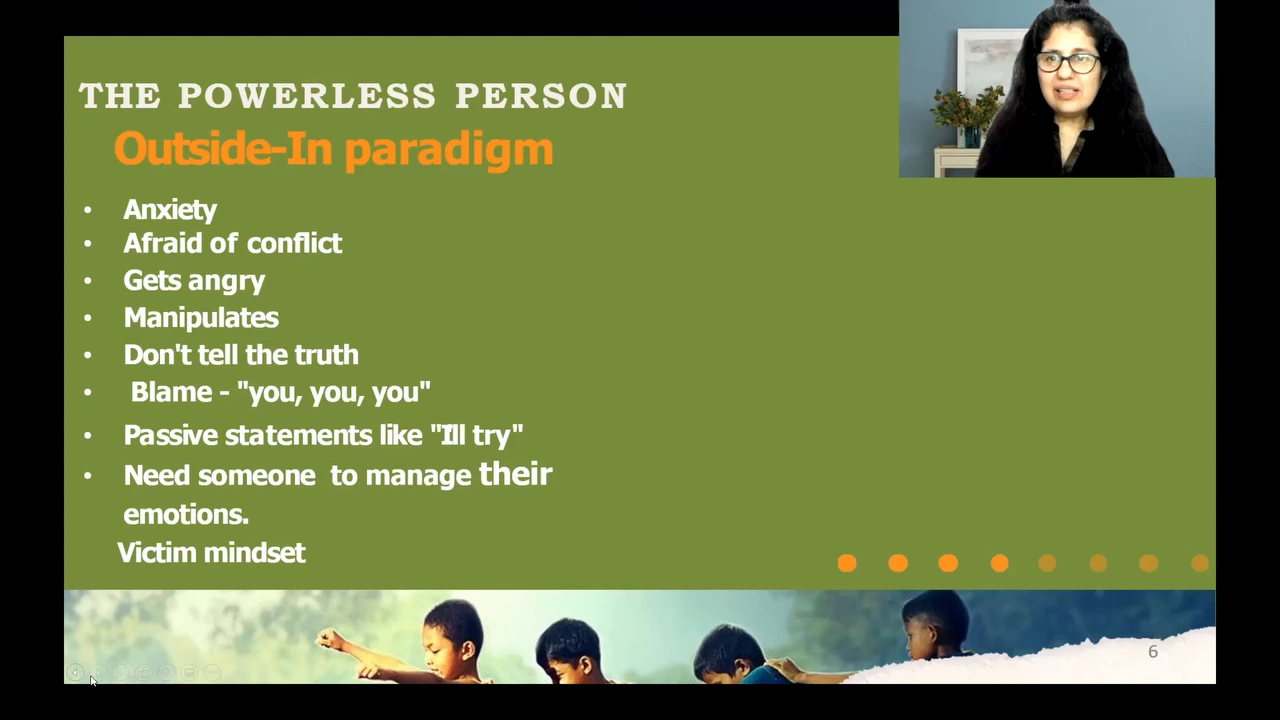 THE POWERLESS PERSON
Outside-In paradigm
• Anxiety
• Afraid of conflict
• Gets angry
• Manipulates
• Don't tell the truth
• Blame - "you, you, you"
• Passive statements like "I'll try"
• Need someone to manage their
emotions.
Victim mindset
6